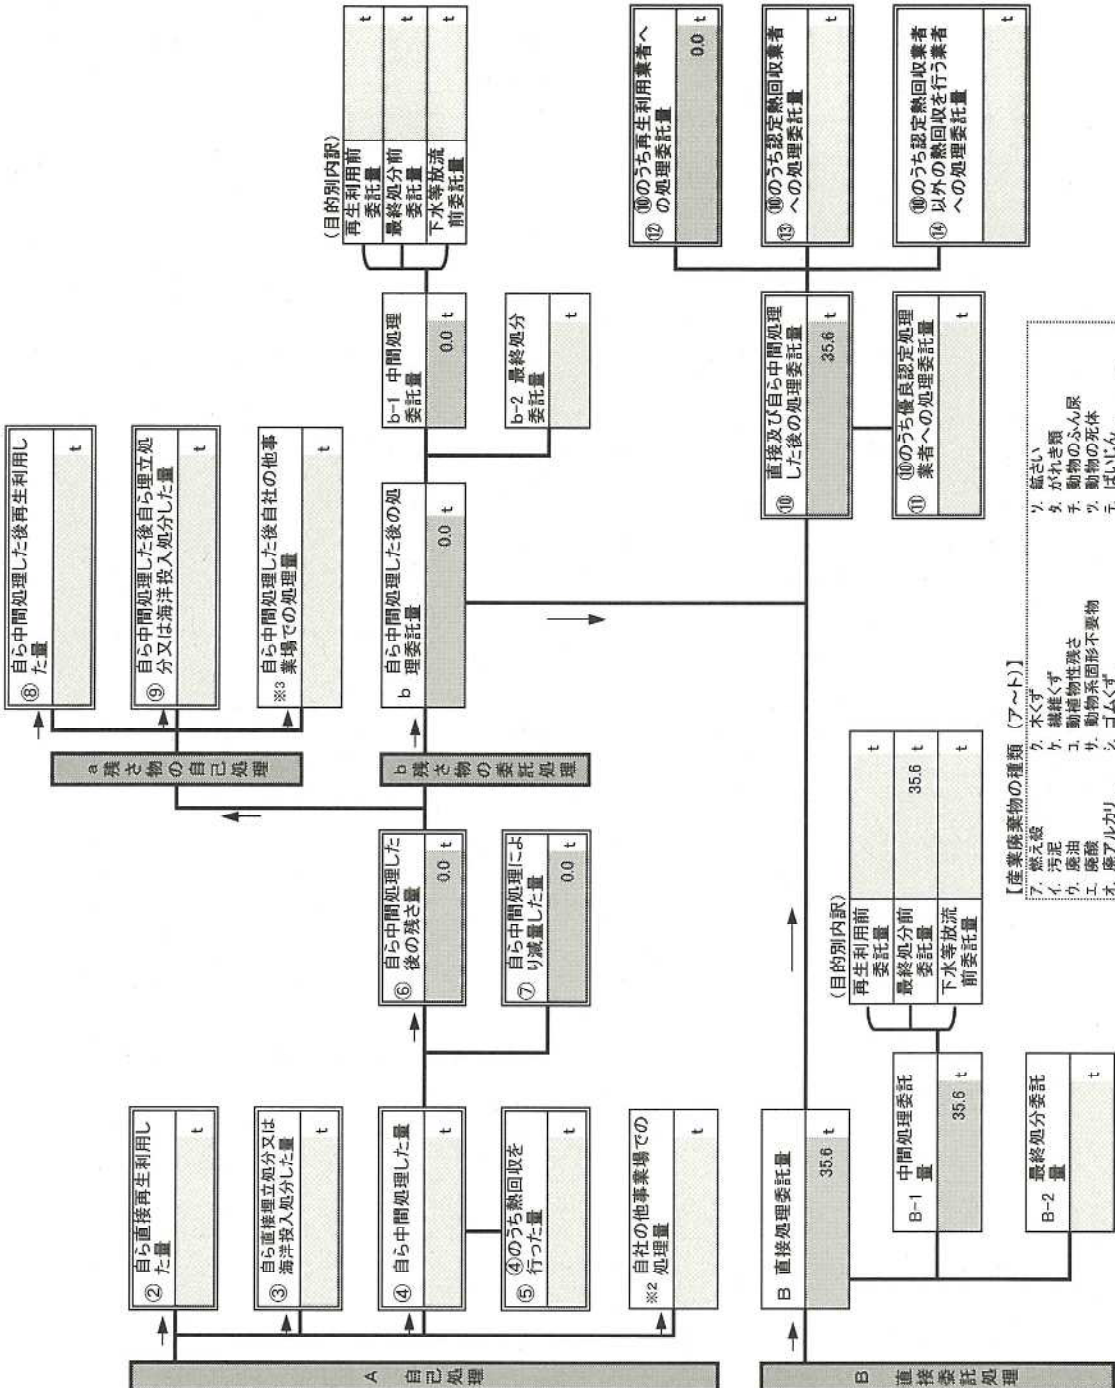 A 自己処理
② 自ら直接再生利用し
た量
t
③ 自ら直接埋立処分又は
海洋投入処分した量
t
④ 自ら中間処理した量
t
⑤ ④のうち熱回収を
行った量
t
※2 自社の他事業場での
処理量
t
⑥ 自ら中間処理した
後の残さ量
0.0 t
⑦ 自ら中間処理によ
り減量した量
0.0 t
a 残さ物の自己処理
⑧ 自ら中間処理した後再生利用し
た量
t
⑨ 自ら中間処理した後自ら埋立処
分又は海洋投入処分した量
t
※3 自ら中間処理した後自社の他事
業場での処理量
t
b 残さ物の委託処理
b 自ら中間処理した後の処
理委託量
0.0 t
b-1 中間処理
委託量
0.0 t
b-2 最終処分
委託量
t
(目的別内訳)
再生利用前
委託量
t
最終処分前
委託量
t
下水等放流
前委託量
t
B 直接委託処理
B 直接処理委託量
35.6 t
B-1 中間処理委託
量
35.6 t
B-2 最終処分委託
量
t
(目的別内訳)
再生利用前
委託量
t
最終処分前
委託量
35.6 t
下水等放流
前委託量
t
⑩ 直接及び自ら中間処理
した後の処理委託量
35.6 t
⑪ ⑩のうち優良認定処理
業者への処理委託量
t
⑫ ⑩のうち再生利用業者へ
の処理委託量
0.0 t
⑬ ⑩のうち認定熱回収業者
への処理委託量
t
⑭ ⑩のうち認定熱回収業者
以外の熱回収を行う業者
への処理委託量
t
【産業廃棄物の種類 (ア～ト)】
ア. 燃え殻
イ. 汚泥
ウ. 廃油
エ. 廃酸
オ. 廃アルカリ
ク. 木くず
ケ. 繊維くず
コ. 動植物性残さ
サ. 動物系固形不要物
シ. ゴムくず
ソ. 鉱さい
タ. がれき類
チ. 動物のふん尿
ツ. 動物の死体
テ. ばいじん